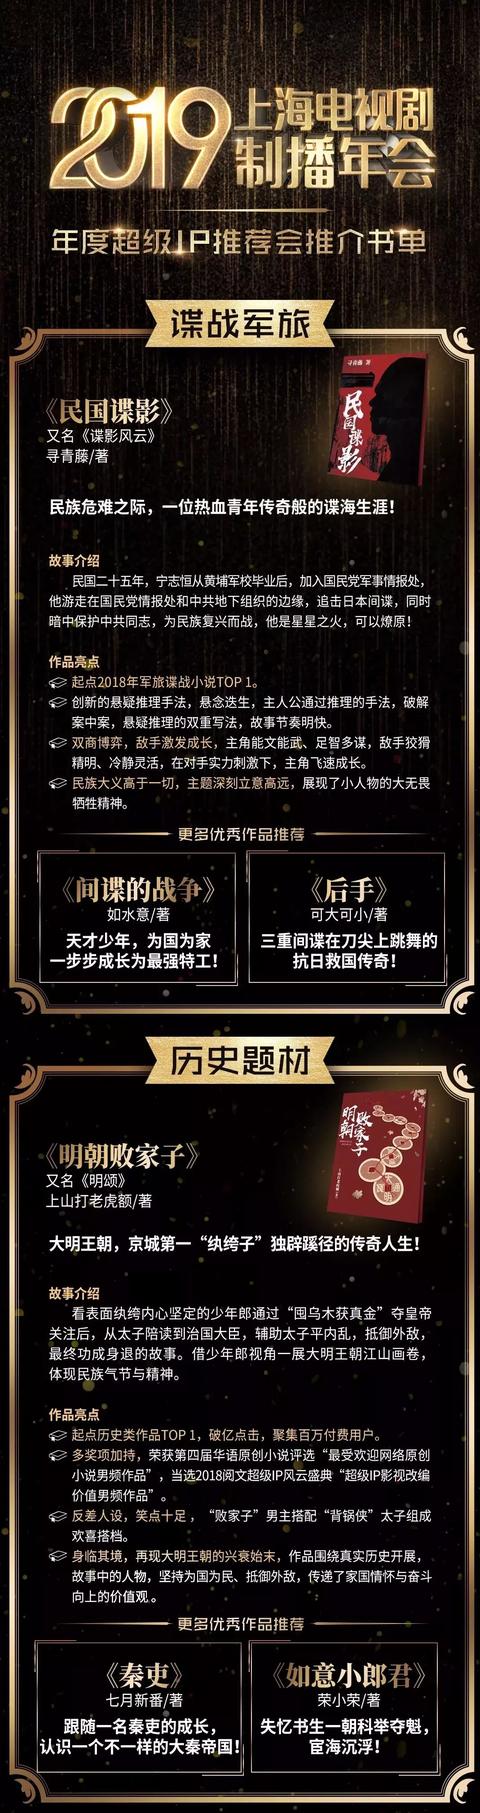 2019
上海电视剧
制播年会
年度超级IP推荐会推介书单
谍战军旅
寻青藤 著
民国谍影
《民国谍影》
又名《谍影风云》
寻青藤/著
民族危难之际，一位热血青年传奇般的谍海生涯！
故事介绍
民国二十五年，宁志恒从黄埔军校毕业后，加入国民党军事情报处，
他游走在国民党情报处和中共地下组织的边缘，追击日本间谍，同时
暗中保护中共同志，为民族复兴而战，他是星星之火，可以燎原！
作品亮点
起点2018年军旅谍战小说TOP 1。
创新的悬疑推理手法，悬念迭生，主人公通过推理的手法，破解
案中案，悬疑推理的双重写法，故事节奏明快。
双商博弈，敌手激发成长，主角能文能武、足智多谋，敌手狡猾
精明、冷静灵活，在对手实力刺激下，主角飞速成长。
民族大义高于一切，主题深刻立意高远，展现了小人物的大无畏
牺牲精神。
更多优秀作品推荐
《间谍的战争》
如水意/著
天才少年，为国为家
一步步成长为最强特工！
《后手》
可大可小/著
三重间谍在刀尖上跳舞的
抗日救国传奇！
历史题材
明朝败家子
《明朝败家子》
又名《明颂》
上山打老虎额/著
大明王朝，京城第一“纨绔子”独辟蹊径的传奇人生！
故事介绍
看表面纨绔内心坚定的少年郎通过“囤乌木获真金”夺皇帝
关注后，从太子陪读到治国大臣，辅助太子平内乱，抵御外敌，
最终功成身退的故事。借少年郎视角一展大明王朝江山画卷，
体现民族气节与精神。
作品亮点
起点历史类作品TOP 1，破亿点击，聚集百万付费用户。
多奖项加持，荣获第四届华语原创小说评选“最受欢迎网络原创
小说男频作品”，当选2018阅文超级IP风云盛典“超级IP影视改编
价值男频作品”。
反差人设，笑点十足，“败家子”男主搭配“背锅侠”太子组成
欢喜搭档。
身临其境，再现大明王朝的兴衰始末，作品围绕真实历史开展，
故事中的人物，坚持为国为民、抵御外敌，传递了家国情怀与奋斗
向上的价值观。
更多优秀作品推荐
《秦吏》
七月新番/著
跟随一名秦吏的成长，
认识一个不一样的大秦帝国！
《如意小郎君》
荣小荣/著
失忆书生一朝科举夺魁，
宦海沉浮！